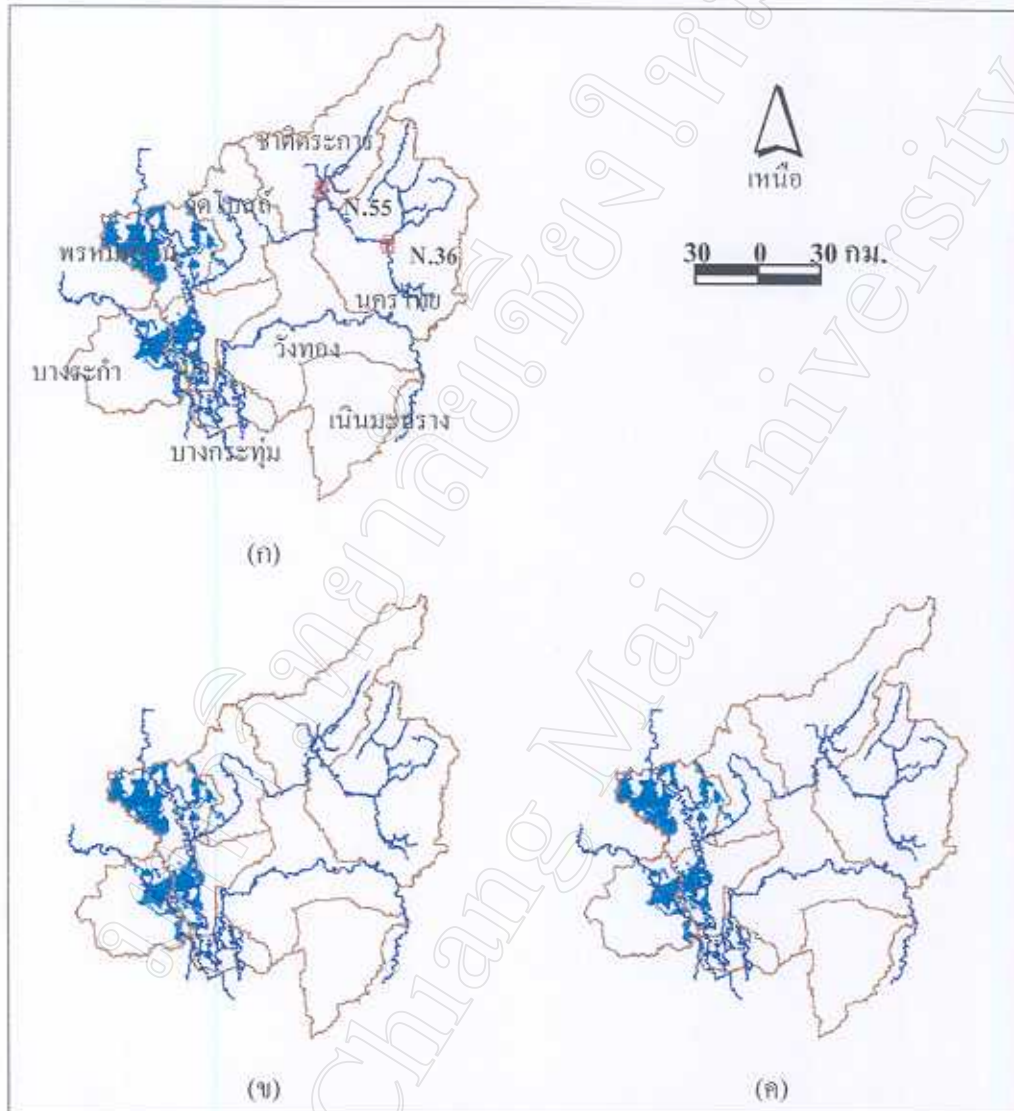 ชาติตระการ
เหนือ
วัดโบสถ์
N.55
พรหมพิราม
N.36
30 0 30 กม.
นครไทย
วังทอง
บางระกำ
เนินมะปราง
บางกระทุ่ม
(ก)
(ข)
(ค)
Chiang Mai University